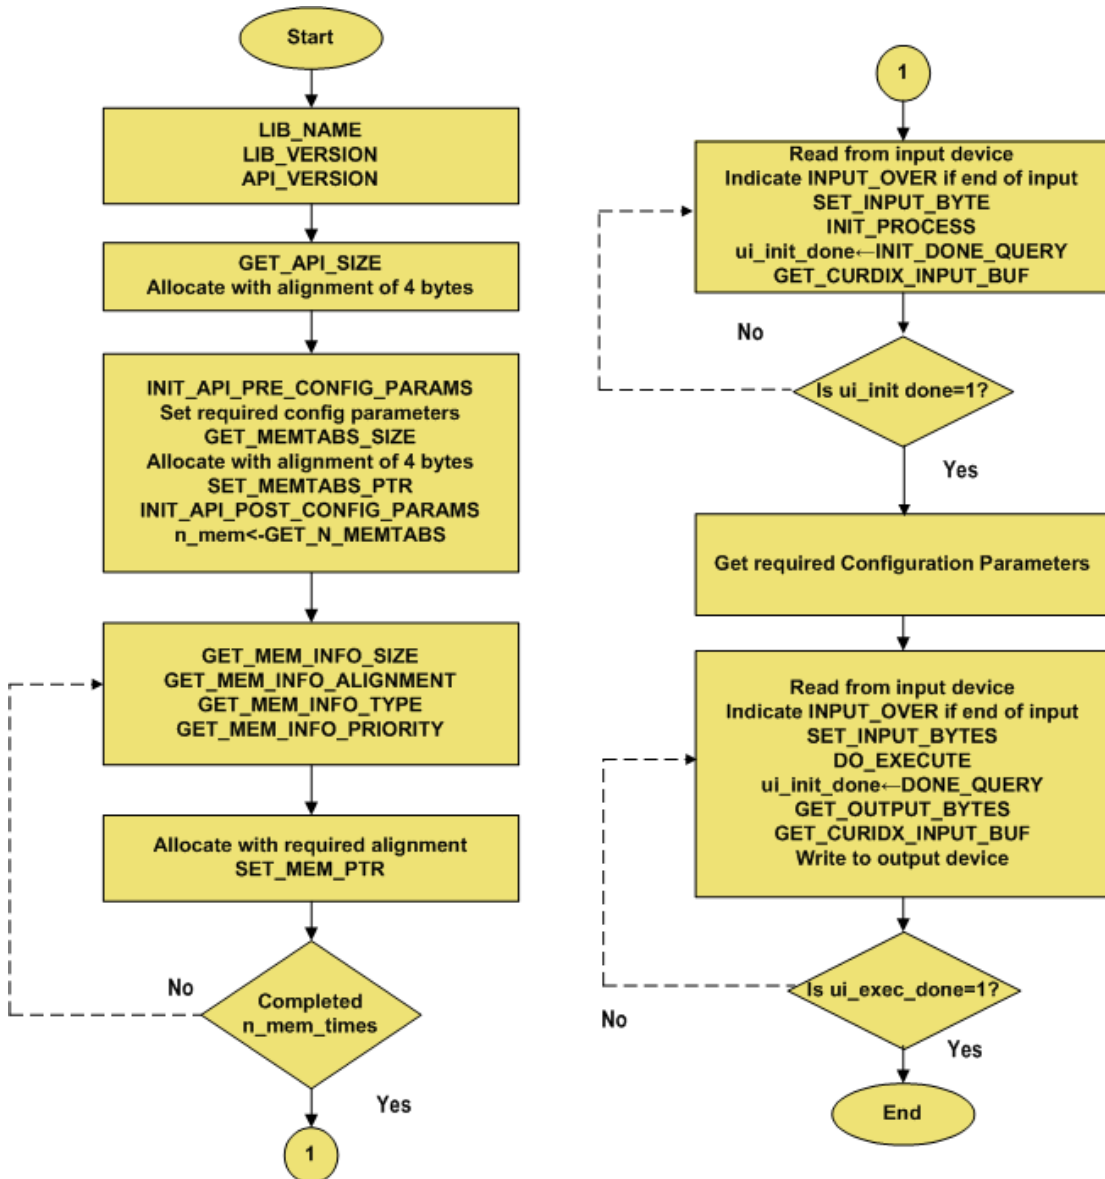 Start
LIB_NAME
LIB_VERSION
API_VERSION
GET_API_SIZE
Allocate with alignment of 4 bytes
INIT_API_PRE_CONFIG_PARAMS
Set required config parameters
GET_MEMTABS_SIZE
Allocate with alignment of 4 bytes
SET_MEMTABS_PTR
INIT_API_POST_CONFIG_PARAMS
n_mem<-GET_N_MEMTABS
GET_MEM_INFO_SIZE
GET_MEM_INFO_ALIGNMENT
GET_MEM_INFO_TYPE
GET_MEM_INFO_PRIORITY
Allocate with required alignment
SET_MEM_PTR
No
Completed
n_mem_times
Yes
1
1
Read from input device
Indicate INPUT_OVER if end of input
SET_INPUT_BYTE
INIT_PROCESS
ui_init_done←INIT_DONE_QUERY
GET_CURDIX_INPUT_BUF
No
Is ui_init done=1?
Yes
Get required Configuration Parameters
Read from input device
Indicate INPUT_OVER if end of input
SET_INPUT_BYTES
DO_EXECUTE
ui_init_done←DONE_QUERY
GET_OUTPUT_BYTES
GET_CURIDX_INPUT_BUF
Write to output device
Is ui_exec_done=1?
No
Yes
End